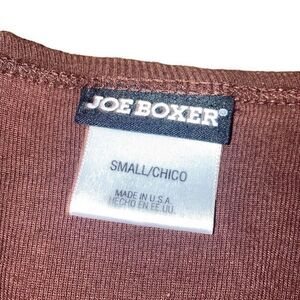 JOE BOXER®
SMALL/CHICO
MADE IN U.S.A.
HECHO EN EE.UU.